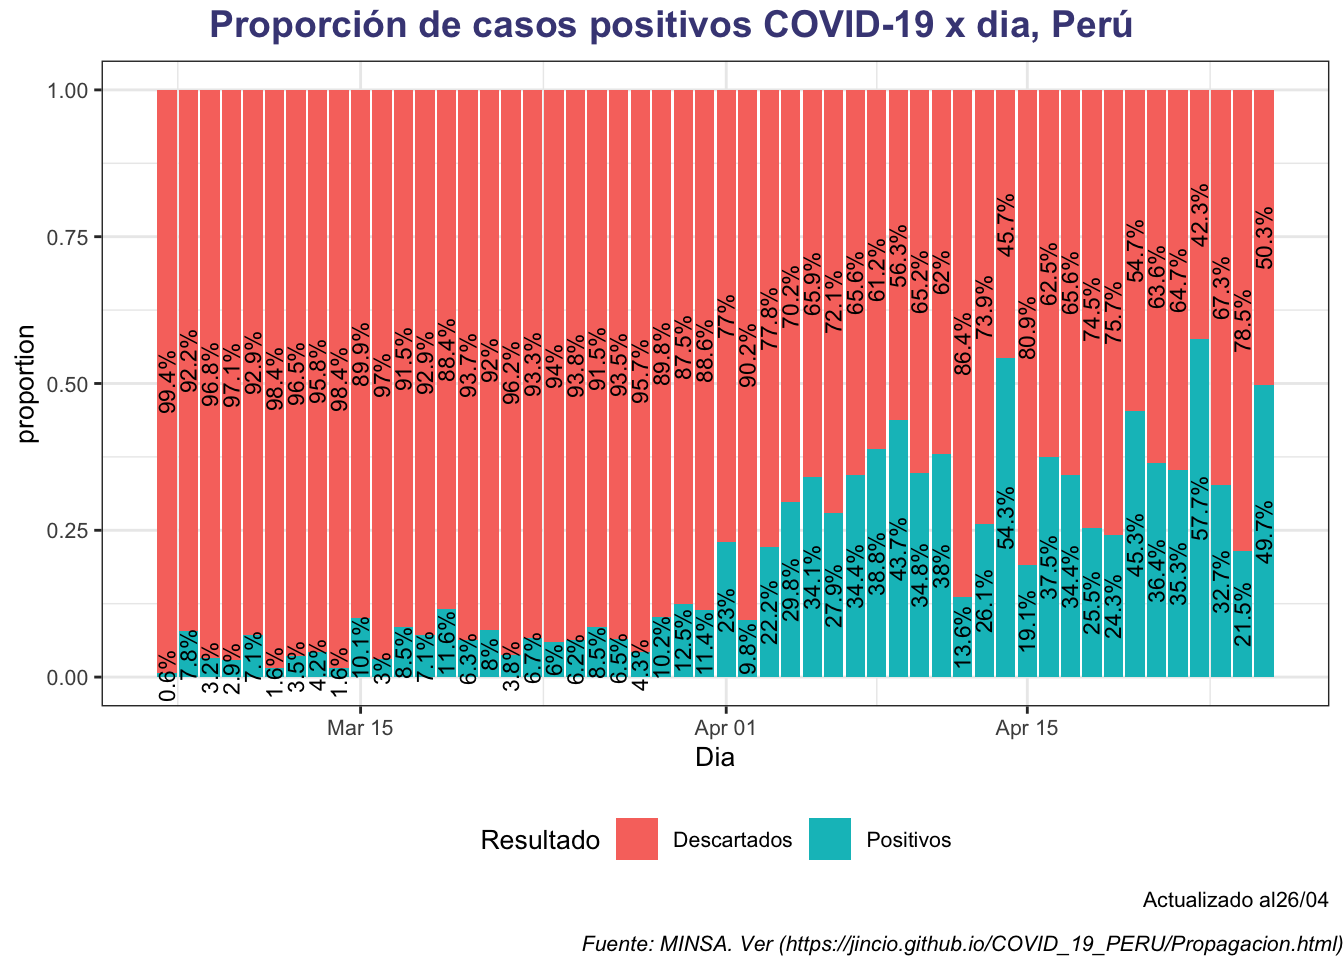 Proporción de casos positivos COVID-19 x dia, Perú
proportion
1.00
0.75
0.50
0.25
0.00
99.4% 92.2% 96.8% 97.1% 92.9% 98.4% 96.5% 95.8% 98.4% 89.9% 97% 91.5% 92.9% 88.4% 93.7% 92% 96.2% 93.3% 94% 93.8% 91.5% 93.5% 95.7% 89.8% 87.5% 88.6% 77% 90.2% 77.8% 70.2% 65.9% 72.1% 65.6% 61.2% 56.3% 65.2% 62% 86.4% 73.9% 45.7% 80.9% 62.5% 65.6% 74.5% 75.7% 54.7% 63.6% 64.7% 42.3% 67.3% 78.5% 50.3%
0.6% 7.8% 3.2% 2.9% 7.1% 1.6% 3.5% 4.2% 1.6% 10.1% 3% 8.5% 7.1% 11.6% 6.3% 8% 3.8% 6.7% 6% 6.2% 8.5% 6.5% 4.3% 10.2% 12.5% 11.4% 23% 9.8% 22.2% 29.8% 34.1% 27.9% 34.4% 38.8% 43.7% 34.8% 38% 13.6% 26.1% 54.3% 19.1% 37.5% 34.4% 25.5% 24.3% 45.3% 36.4% 35.3% 57.7% 32.7% 21.5% 49.7%
Mar 15 Apr 01 Apr 15
Dia
Resultado Descartados Positivos
Actualizado al26/04
Fuente: MINSA. Ver (https://jincio.github.io/COVID_19_PERU/Propagacion.html)